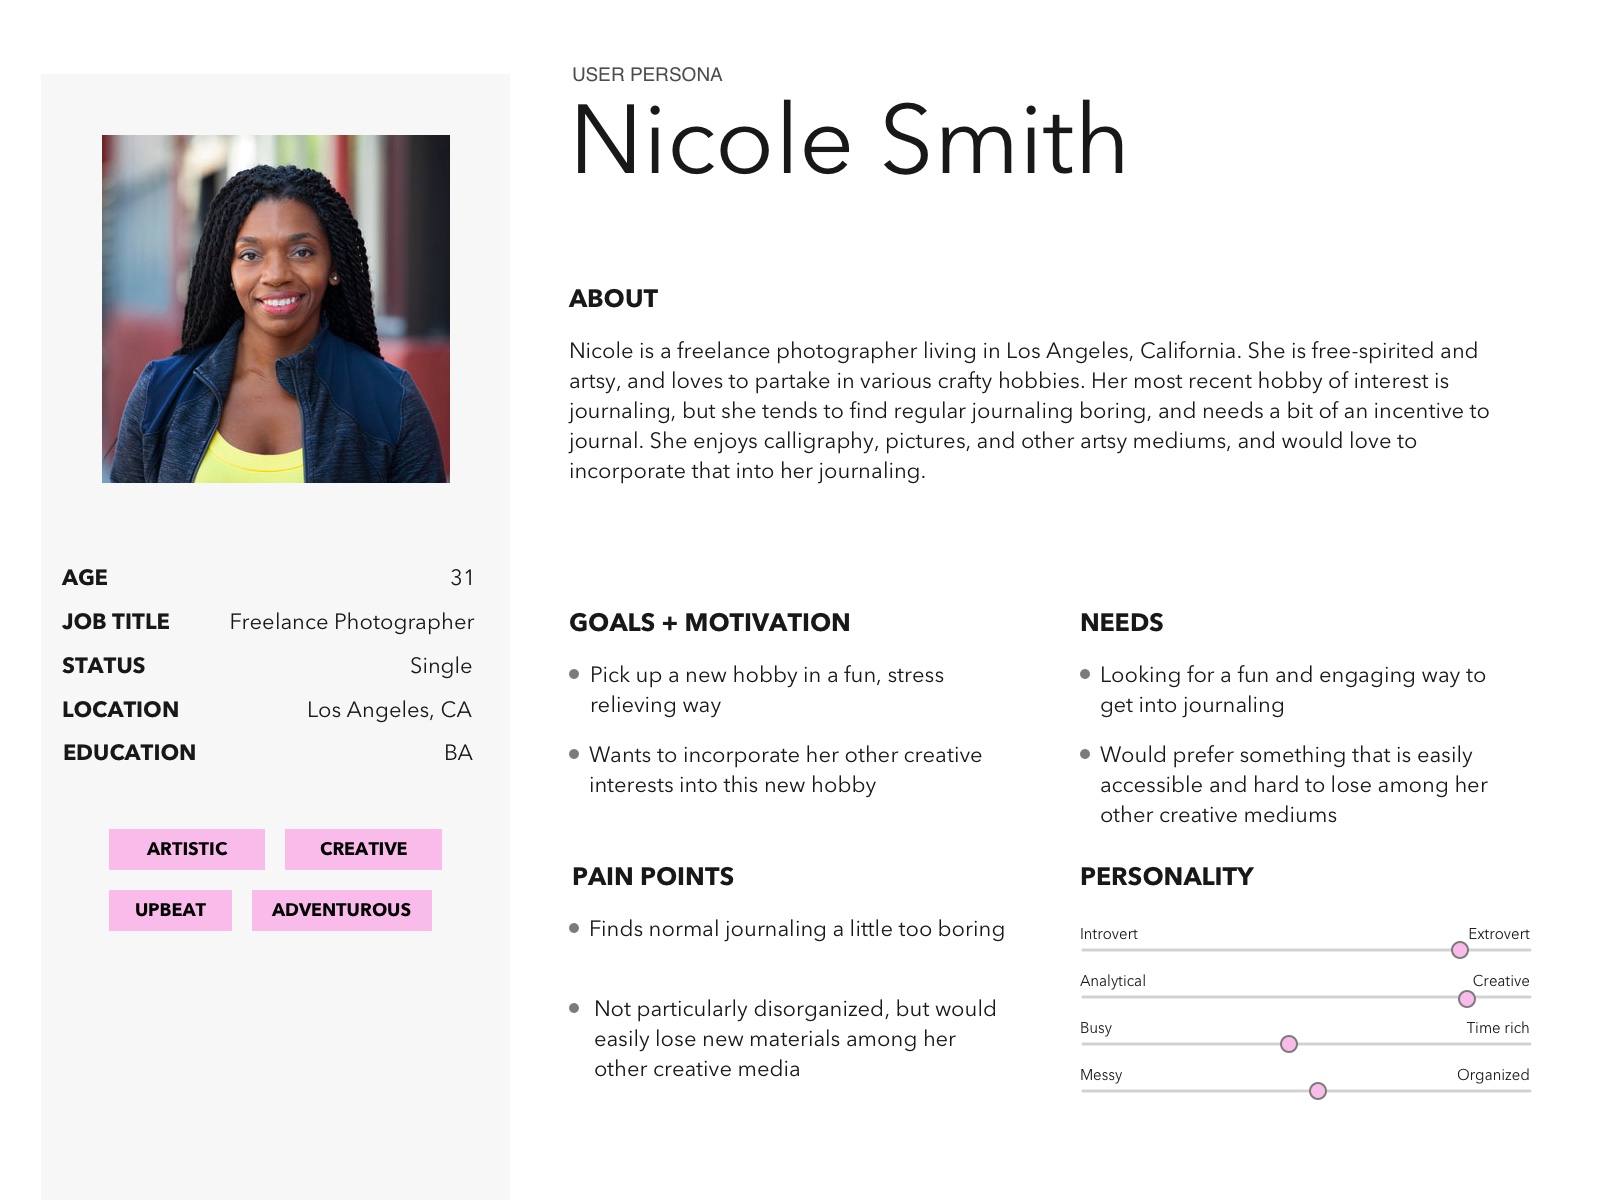 USER PERSONA
Nicole Smith
ABOUT
Nicole is a freelance photographer living in Los Angeles, California. She is free-spirited and
artsy, and loves to partake in various crafty hobbies. Her most recent hobby of interest is
journaling, but she tends to find regular journaling boring, and needs a bit of an incentive to
journal. She enjoys calligraphy, pictures, and other artsy mediums, and would love to
incorporate that into her journaling.
AGE 31
JOB TITLE Freelance Photographer
STATUS Single
LOCATION Los Angeles, CA
EDUCATION BA
ARTISTIC CREATIVE
UPBEAT ADVENTUROUS
GOALS + MOTIVATION
Pick up a new hobby in a fun, stress
relieving way
Wants to incorporate her other creative
interests into this new hobby
NEEDS
Looking for a fun and engaging way to
get into journaling
Would prefer something that is easily
accessible and hard to lose among her
other creative mediums
PAIN POINTS
Finds normal journaling a little too boring
Not particularly disorganized, but would
easily lose new materials among her
other creative media
PERSONALITY
Introvert Extrovert
Analytical Creative
Busy Time rich
Messy Organized